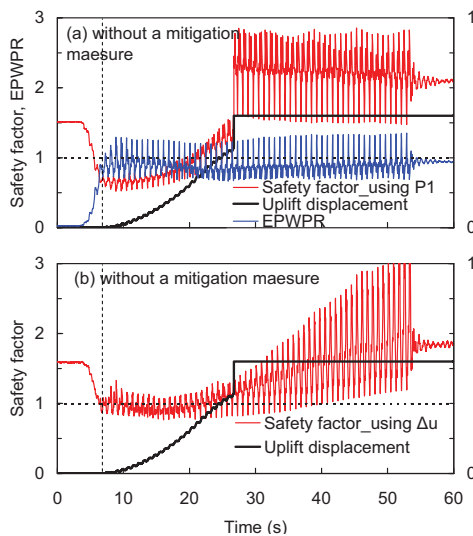 3
1
(a) without a mitigation
maesure
2
Safety factor, EPWPR
1
Safety factor_using P1
Uplift displacement
EPWPR
0
0
3
1
(b) without a mitigation maesure
2
Safety factor
1
Safety factor_using Δu
Uplift displacement
0
0
0 10 20 30 40 50 60
Time (s)